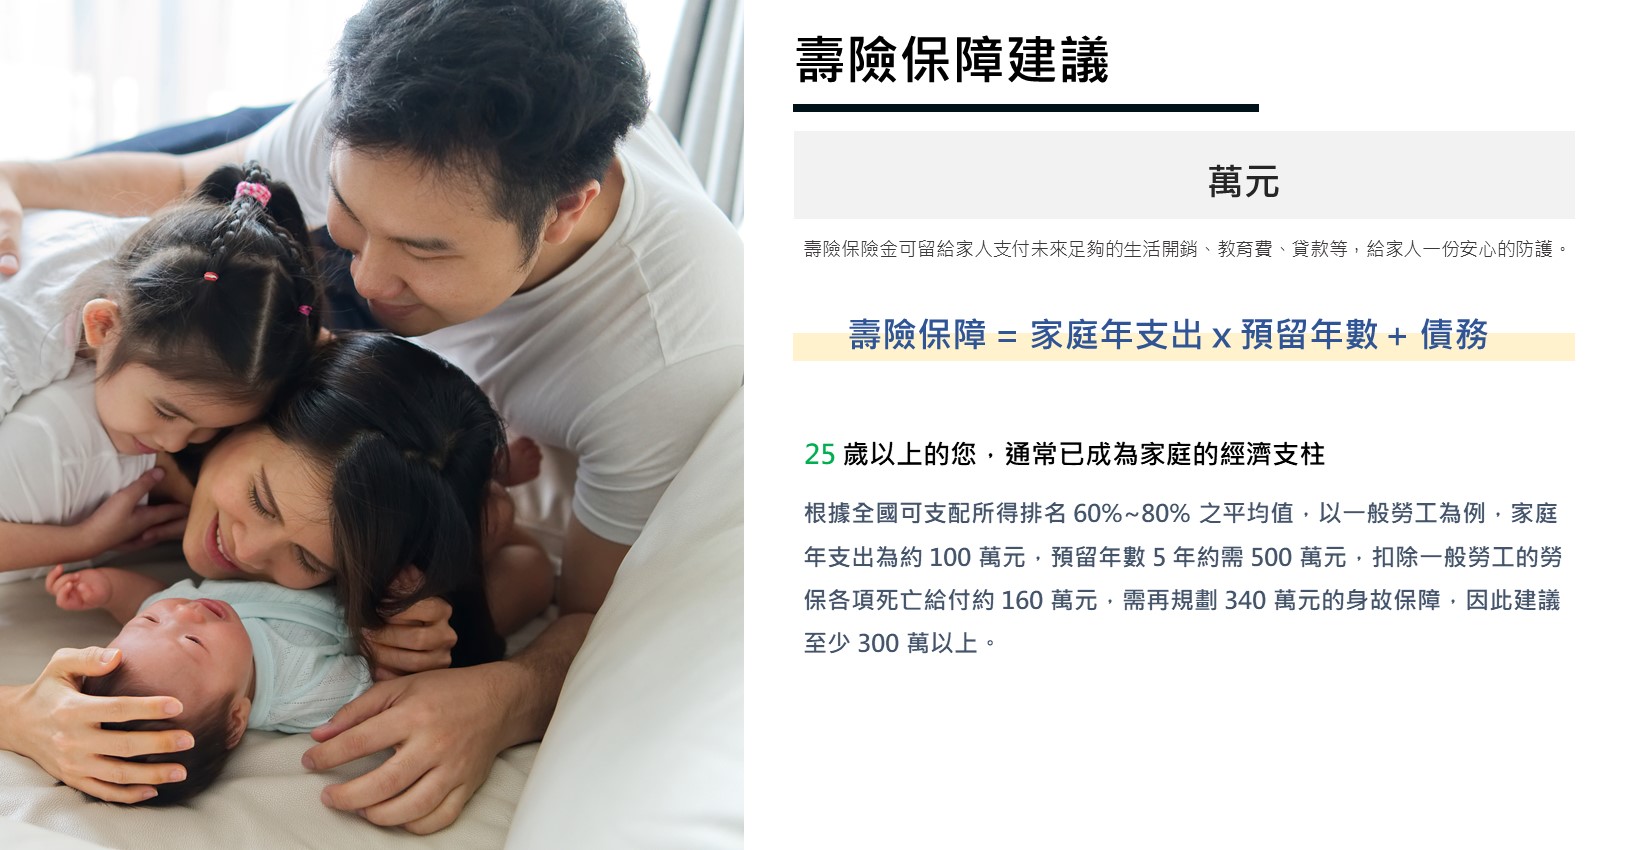 壽險保障建議
萬元
壽險保險金可留給家人支付未來足夠的生活開銷、教育費、貸款等，給家人一份安心的防護。
壽險保障 = 家庭年支出 x 預留年數 + 債務
25 歲以上的您，通常已成為家庭的經濟支柱
根據全國可支配所得排名 60%~80% 之平均值，以一般勞工為例，家庭
年支出為約 100 萬元，預留年數 5 年約需 500 萬元，扣除一般勞工的勞
保各項死亡給付約 160 萬元，需再規劃 340 萬元的身故保障，因此建議
至少 300 萬以上。